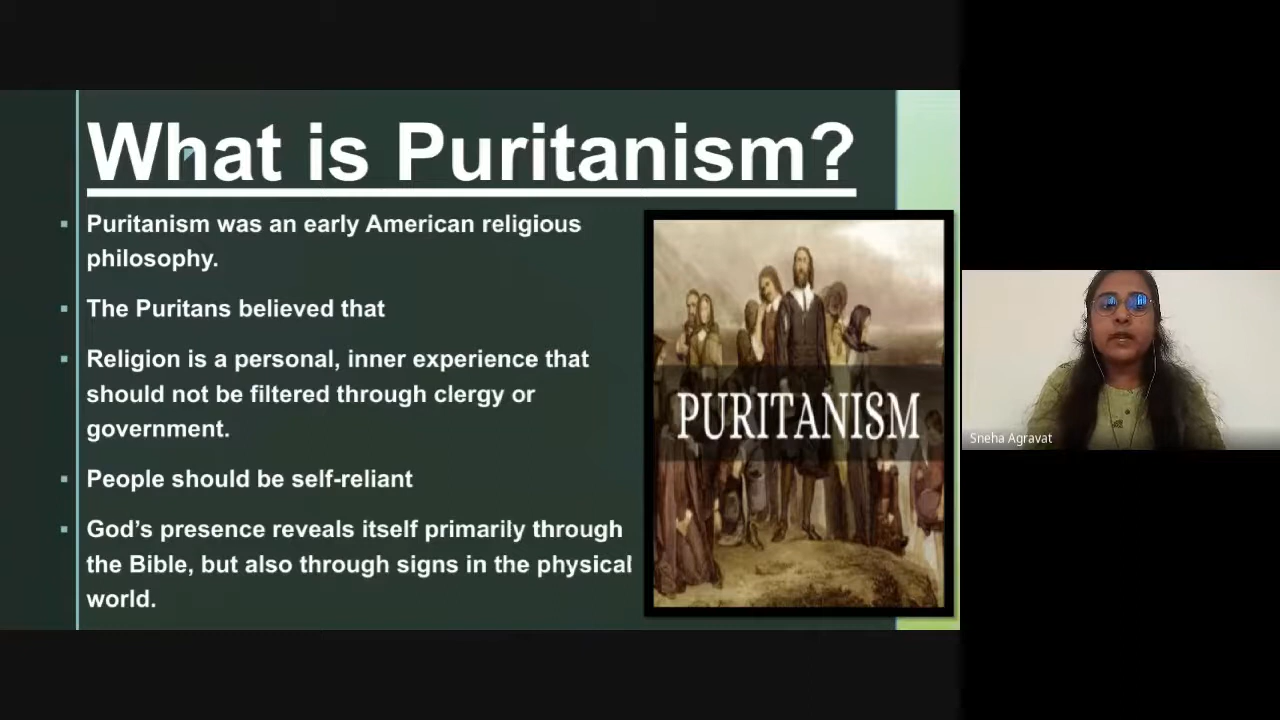 What is Puritanism?
Puritanism was an early American religious
philosophy.
The Puritans believed that
Religion is a personal, inner experience that
should not be filtered through clergy or
government.
People should be self-reliant
God’s presence reveals itself primarily through
the Bible, but also through signs in the physical
world.
PURITANISM
Sneha Agravat